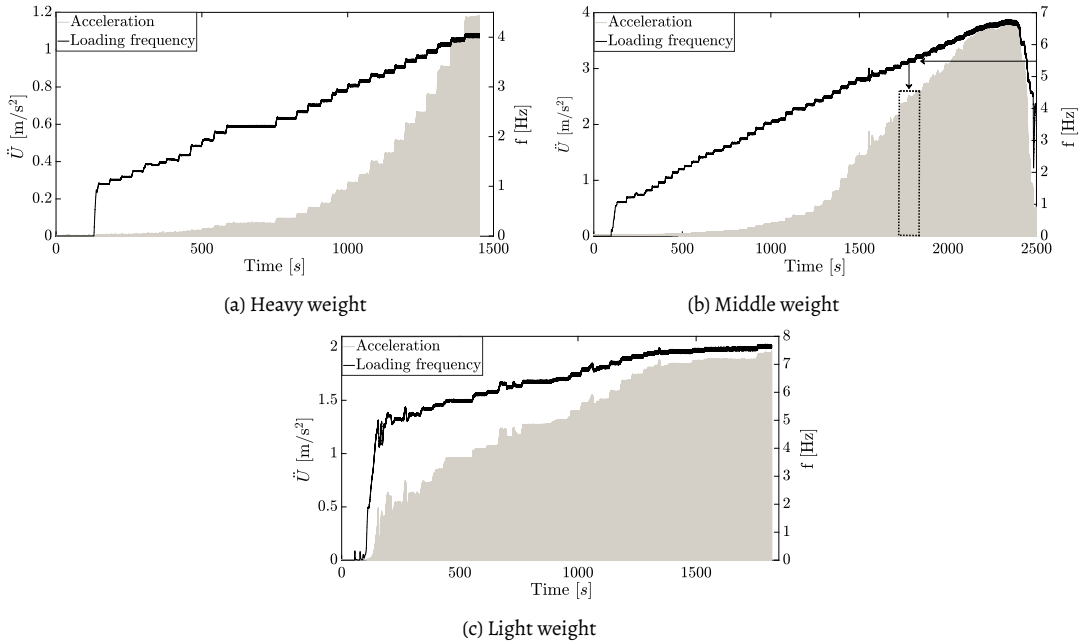 1.2
1
0.8
0.6
0.4
0.2
0
Ü [m/s²]
Acceleration
Loading frequency
4
3
2
1
0
f [Hz]
0 500 1000 1500
Time [s]
(a) Heavy weight
4
3
2
1
0
Ü [m/s²]
Acceleration
Loading frequency
7
6
5
4
3
2
1
0
f [Hz]
0 500 1000 1500 2000 2500
Time [s]
(b) Middle weight
2
1.5
1
0.5
0
Ü [m/s²]
Acceleration
Loading frequency
8
7
6
5
4
3
2
1
0
f [Hz]
0 500 1000 1500
Time [s]
(c) Light weight